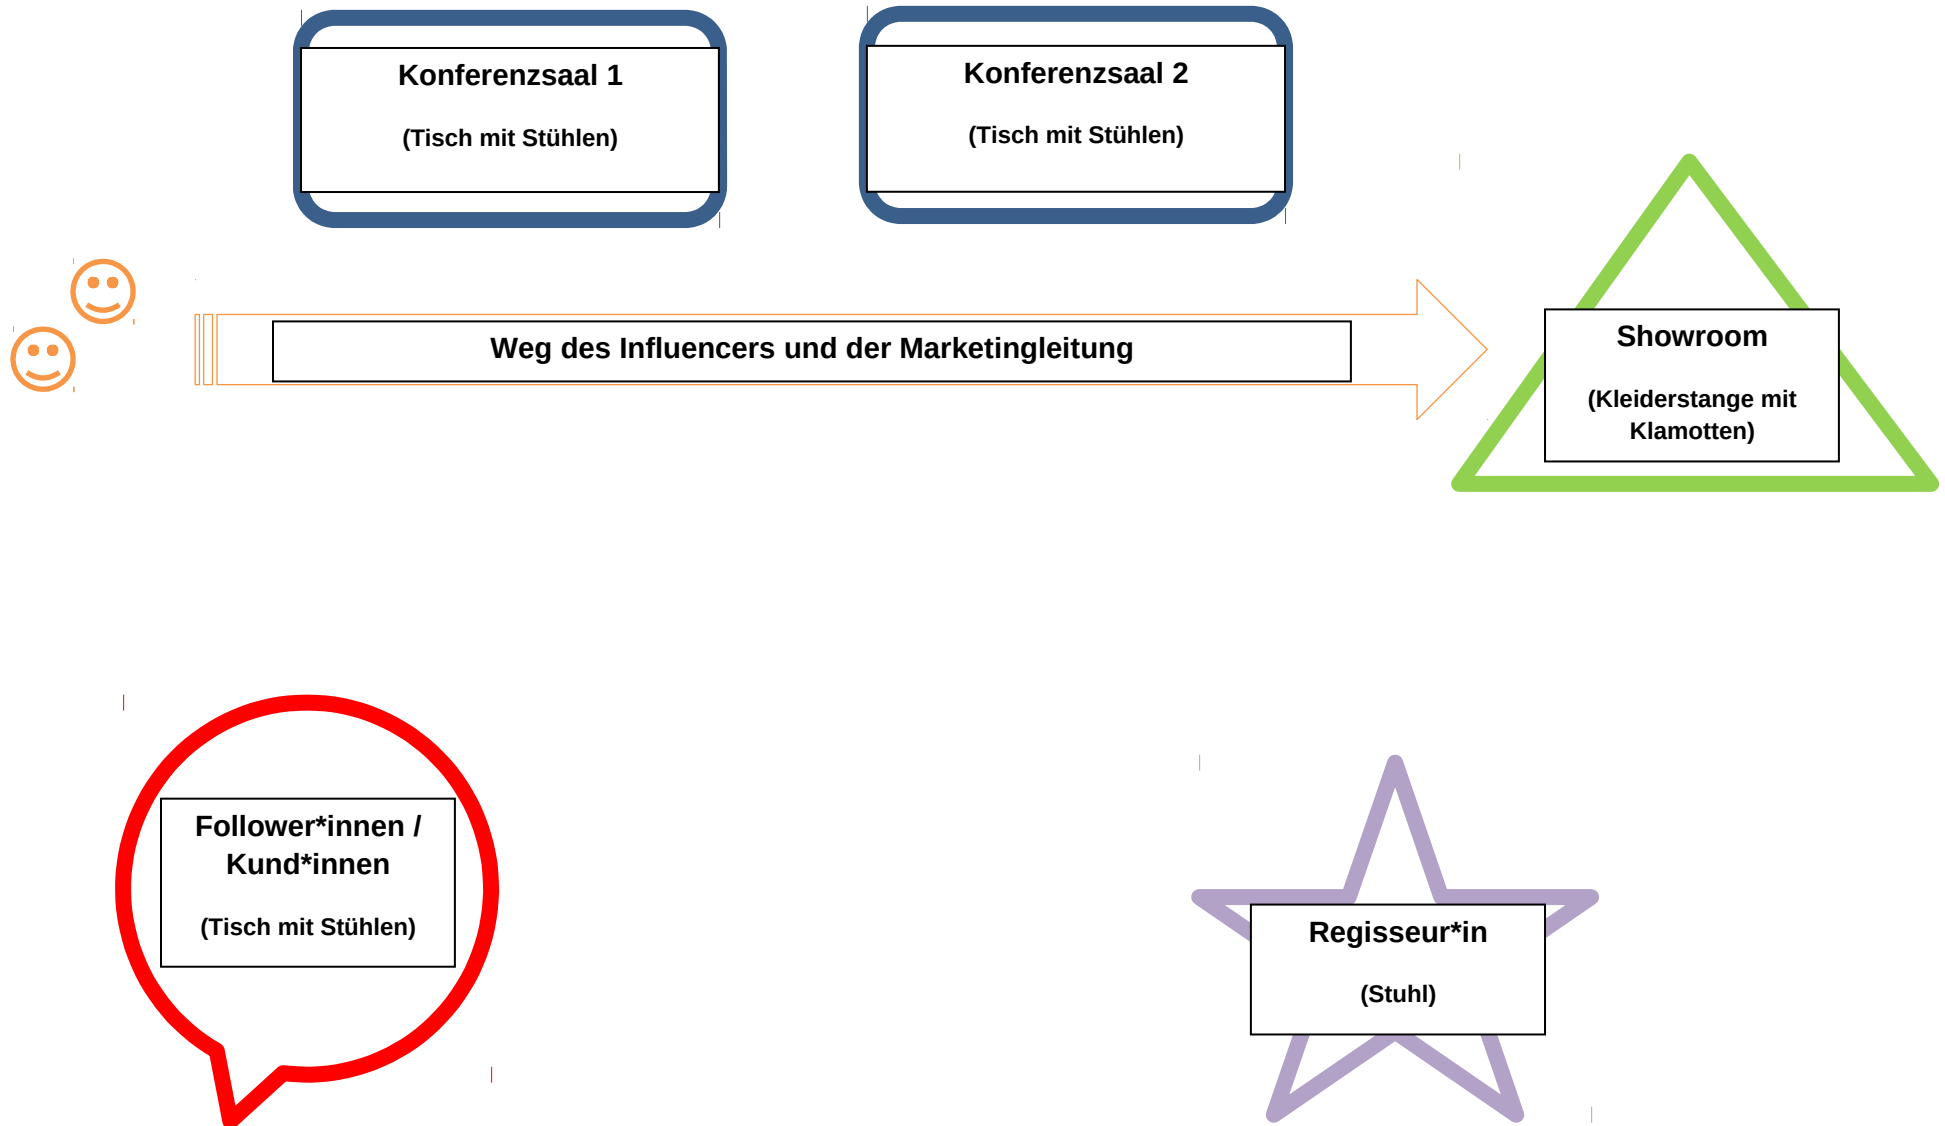 Konferenzsaal 1
(Tisch mit Stühlen)
Konferenzsaal 2
(Tisch mit Stühlen)
Weg des Influencers und der Marketingleitung
Showroom
(Kleiderstange mit
Klamotten)
Follower*innen /
Kund*innen
(Tisch mit Stühlen)
Regisseur*in
(Stuhl)